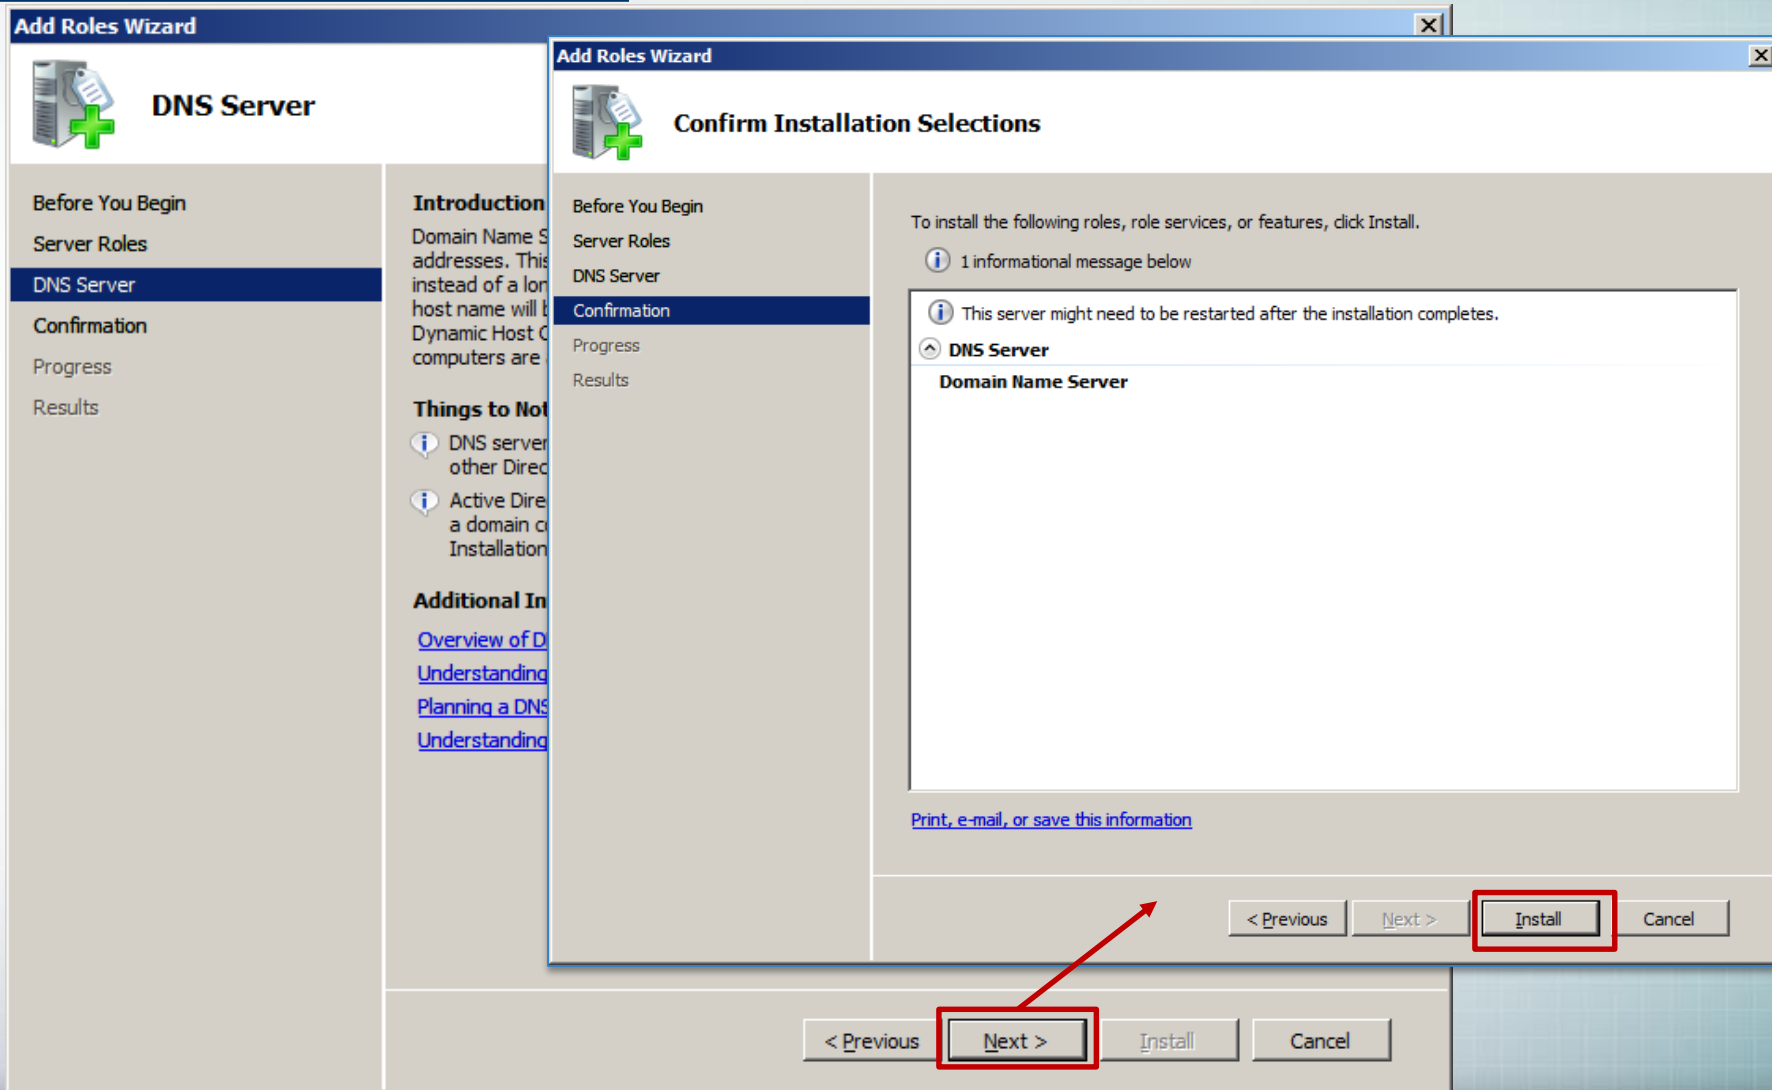 Add Roles Wizard
DNS Server
Before You Begin
Server Roles
DNS Server
Confirmation
Progress
Results
Introduction
Domain Name
addresses. This
instead of a
host name will
Dynamic Host
computers are
Things to
DNS server
other
Active
a domain
Installation
Additional
Overview of
Understanding
Planning a DNS
Understanding
< Previous
Next >
Install
Cancel
Add Roles Wizard
Confirm Installation Selections
Before You Begin
Server Roles
DNS Server
Confirmation
Progress
Results
To install the following roles, role services, or features, click Install.
1 informational message below
This server might need to be restarted after the installation completes.
DNS Server
Domain Name Server
Print, e-mail, or save this information
< Previous
Next >
Install
Cancel